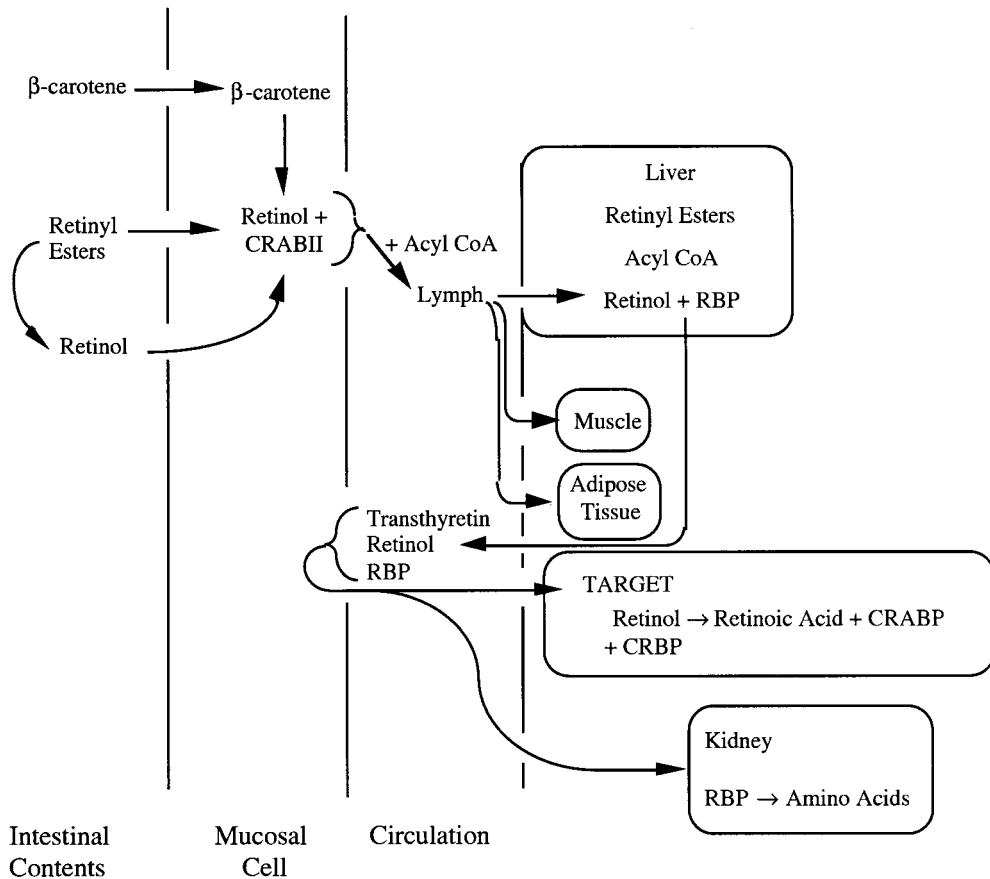 β-carotene
β-carotene
Retinyl
Esters
Retinol +
CRABII
+ Acyl CoA
Lymph
Retinol
Liver
Retinyl Esters
Acyl CoA
Retinol + RBP
Muscle
Adipose
Tissue
Transthyretin
Retinol
RBP
TARGET
Retinol → Retinoic Acid + CRABP
+ CRBP
Kidney
RBP → Amino Acids
Intestinal
Contents
Mucosal
Cell
Circulation